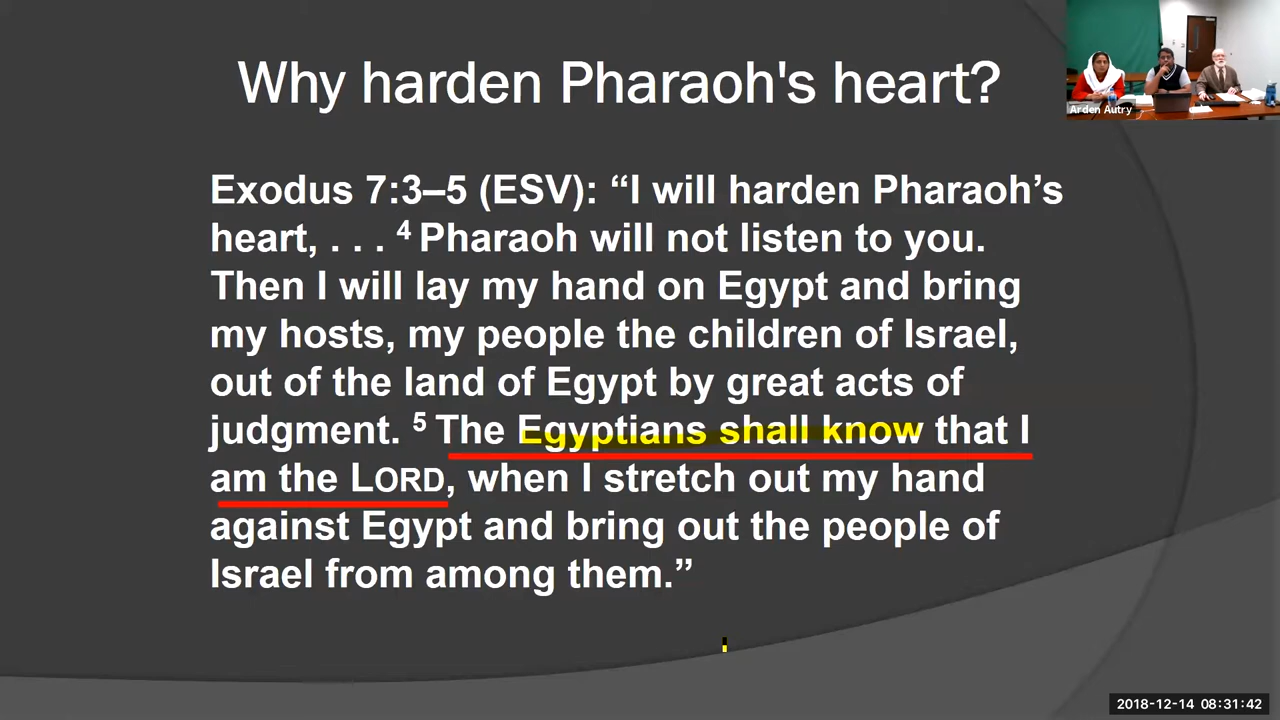 Why harden Pharaoh's heart?
Arden Autry
Exodus 7:3–5 (ESV): “I will harden Pharaoh’s
heart, . . . 4 Pharaoh will not listen to you.
Then I will lay my hand on Egypt and bring
my hosts, my people the children of Israel,
out of the land of Egypt by great acts of
judgment. 5 The Egyptians shall know that I
am the LORD, when I stretch out my hand
against Egypt and bring out the people of
Israel from among them.”
2018-12-14 08:31:42